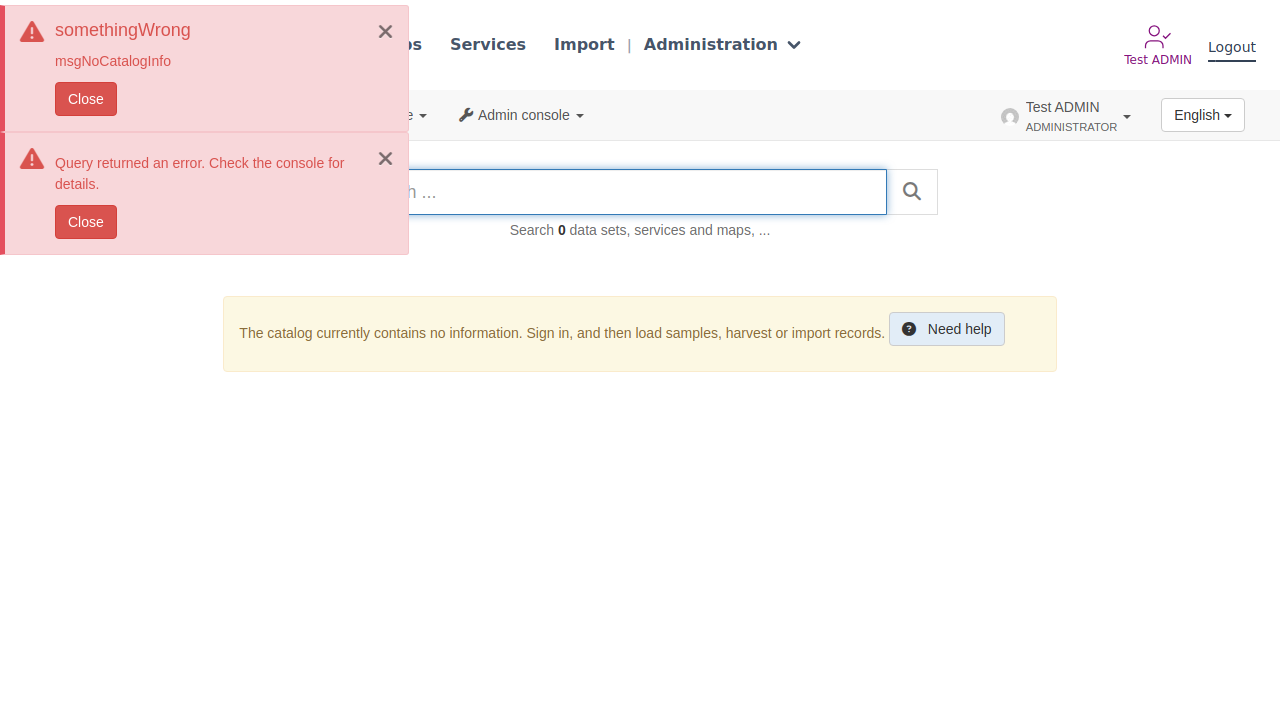 somethingWrong
msgNoCatalogInfo
Close
Query returned an error. Check the console for
details.
Close
Services Import | Administration
Test ADMIN
Logout
Admin console
Test ADMIN
ADMINISTRATOR
English
Search 0 data sets, services and maps, ...
The catalog currently contains no information. Sign in, and then load samples, harvest or import records. Need help